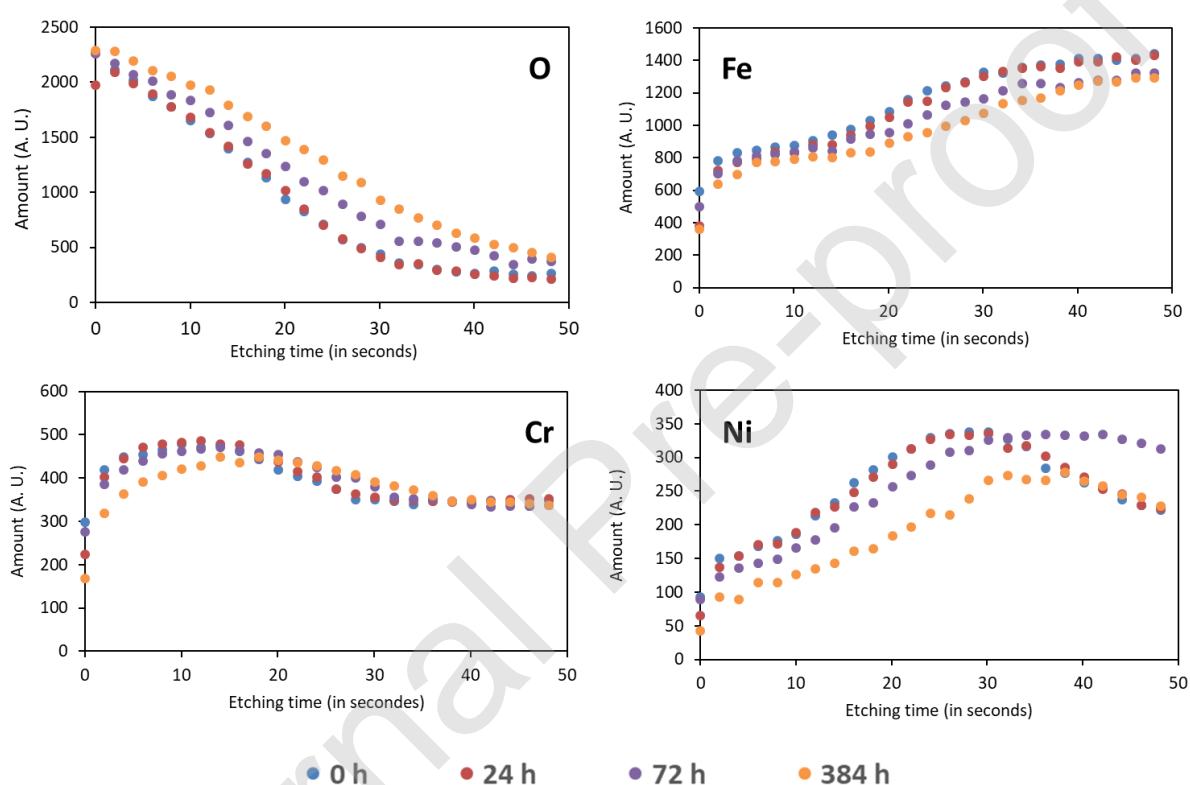 2500
2000
1500
1000
500
0
Amount (A. U.)
O
0 10 20 30 40 50
Etching time (in seconds)
1600
1400
1200
1000
800
600
400
200
0
Amount (A. U.)
Fe
0 10 20 30 40 50
Etching time (in seconds)
600
500
400
300
200
100
0
Amount (A. U.)
Cr
0 10 20 30 40 50
Etching time (in secondes)
400
350
300
250
200
150
100
50
0
Amount (A. U.)
Ni
0 10 20 30 40 50
Etching time (in seconds)
0 h 24 h 72 h 384 h
rnal Pre-proof